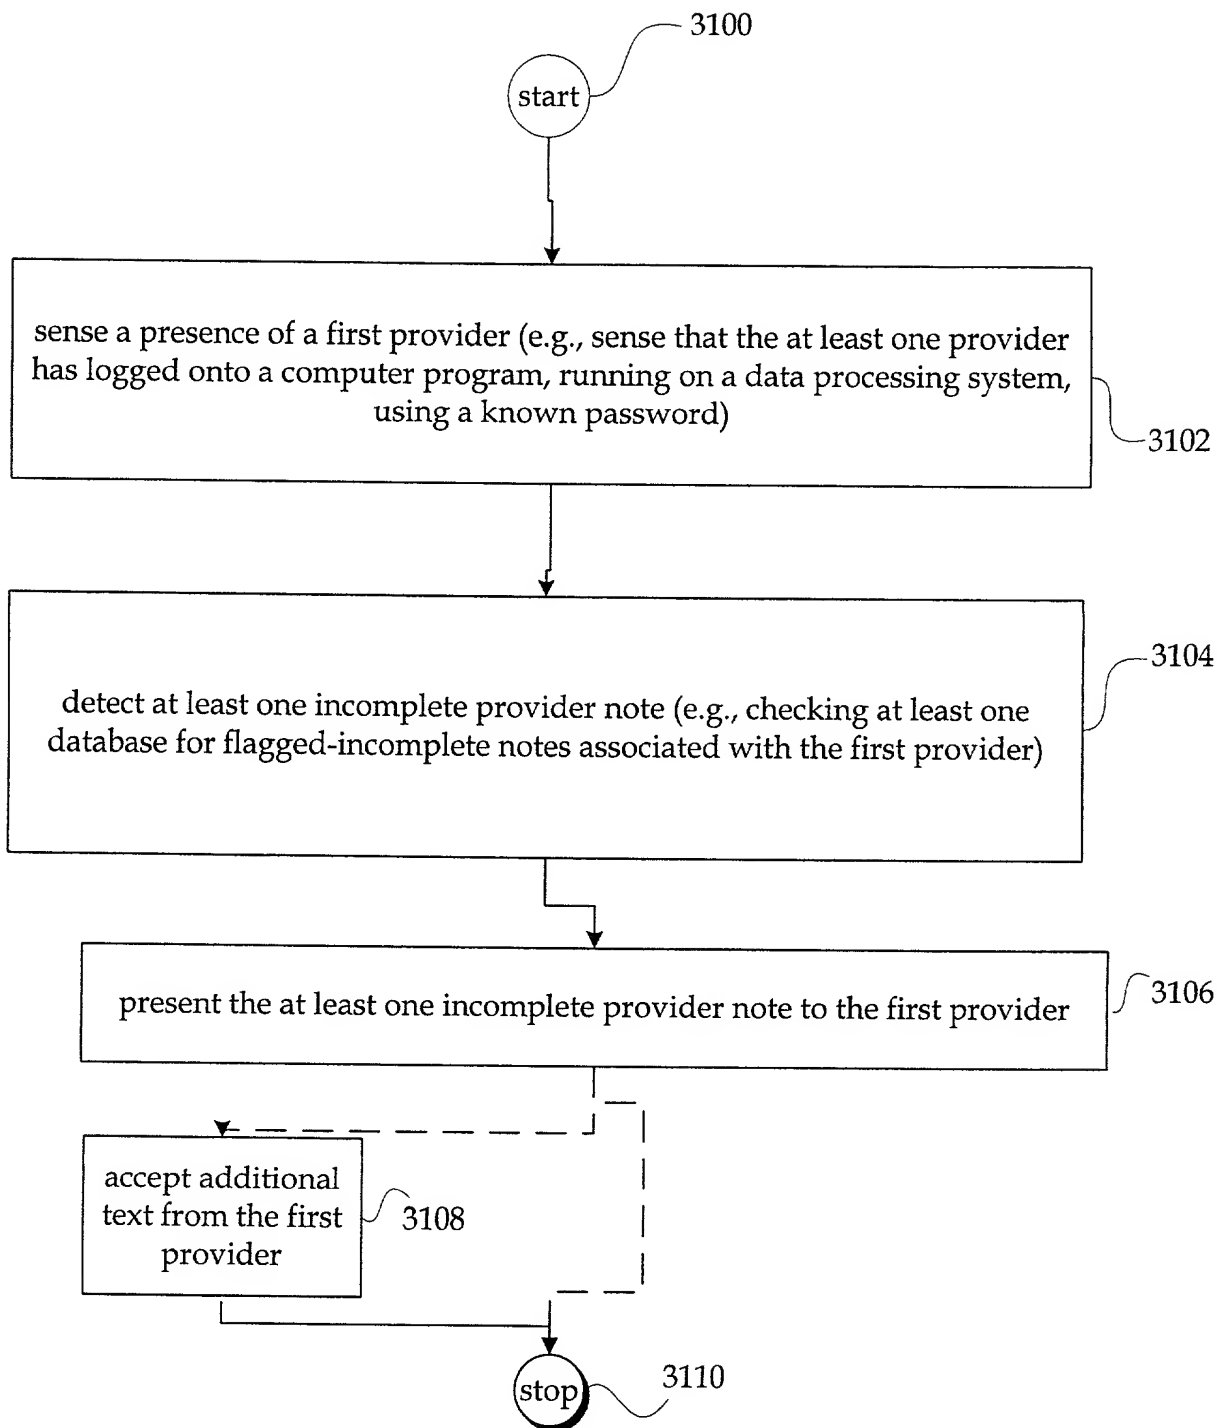 3100
start
sense a presence of a first provider (e.g., sense that the at least one provider
has logged onto a computer program, running on a data processing system,
using a known password)
3102
3104
detect at least one incomplete provider note (e.g., checking at least one
database for flagged-incomplete notes associated with the first provider)
3106
present the at least one incomplete provider note to the first provider
accept additional
text from the first
provider
3108
stop
3110